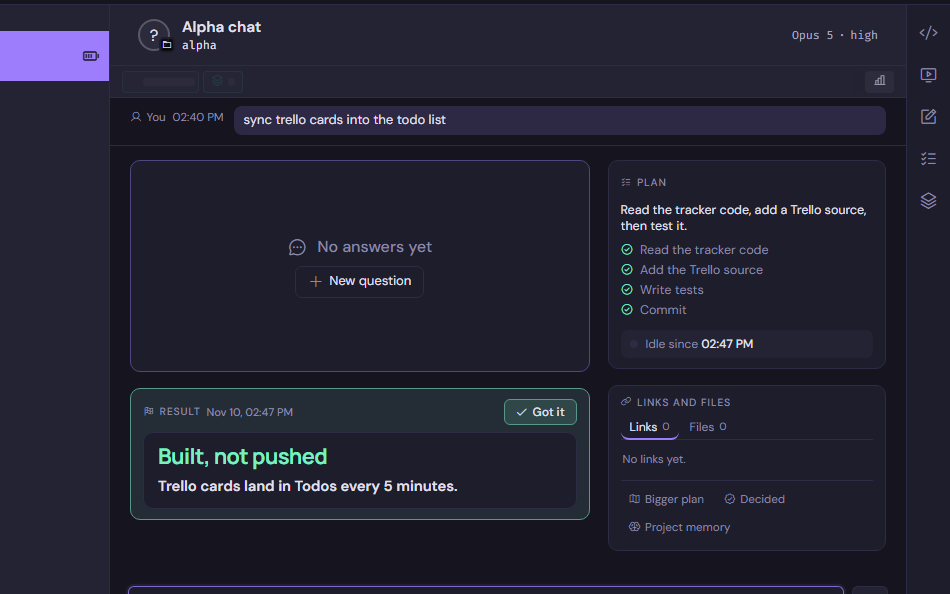 ?
Alpha chat
alpha
Opus 5 · high
You 02:40 PM
sync trello cards into the todo list
No answers yet
New question
PLAN
Read the tracker code, add a Trello source,
then test it.
Read the tracker code
Add the Trello source
Write tests
Commit
Idle since 02:47 PM
RESULT Nov 10, 02:47 PM
Got it
Built, not pushed
Trello cards land in Todos every 5 minutes.
LINKS AND FILES
Links 0 Files 0
No links yet.
Bigger plan Decided
Project memory